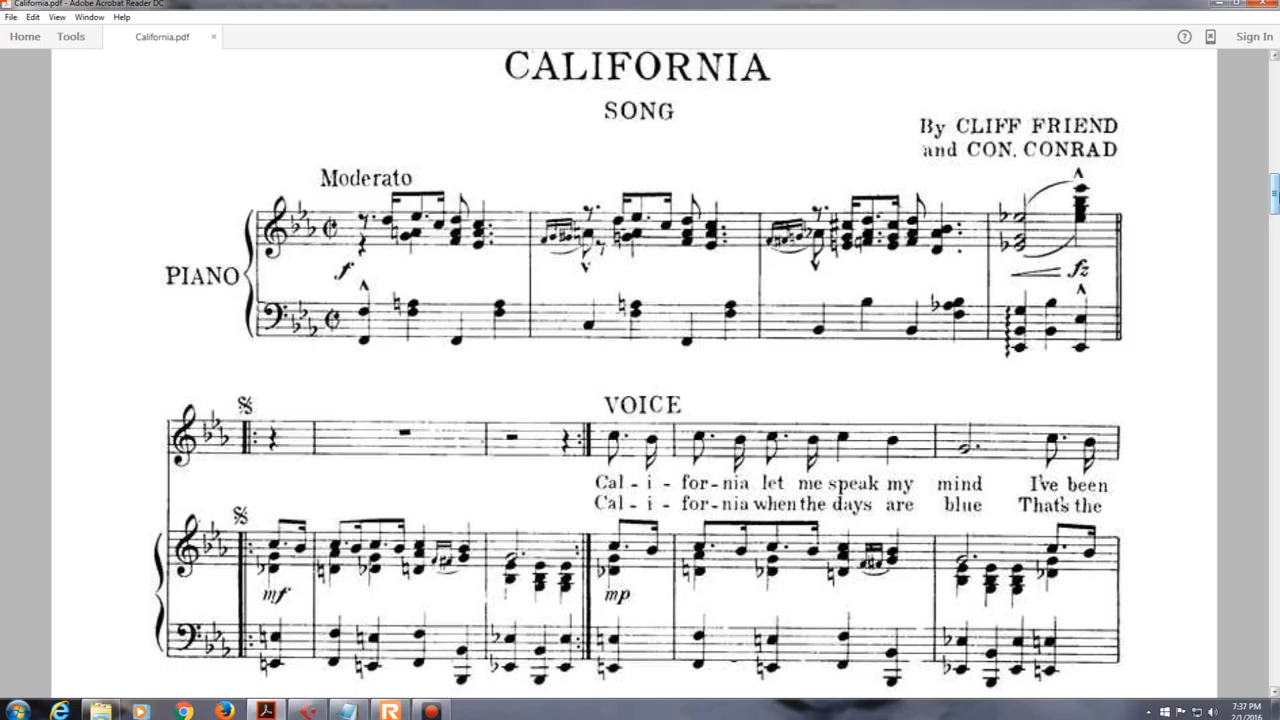 California.pdf - Adobe Acrobat Reader DC
File Edit View Window Help
Home Tools California.pdf × ? Sign In
CALIFORNIA
SONG
By CLIFF FRIEND
and CON. CONRAD
Moderato
PIANO
f
fz
VOICE
Cal - i - for - nia let me speak my mind I've been
Cal - i - for - nia when the days are blue That's the
mf mp
7:37 PM
2/1/2016